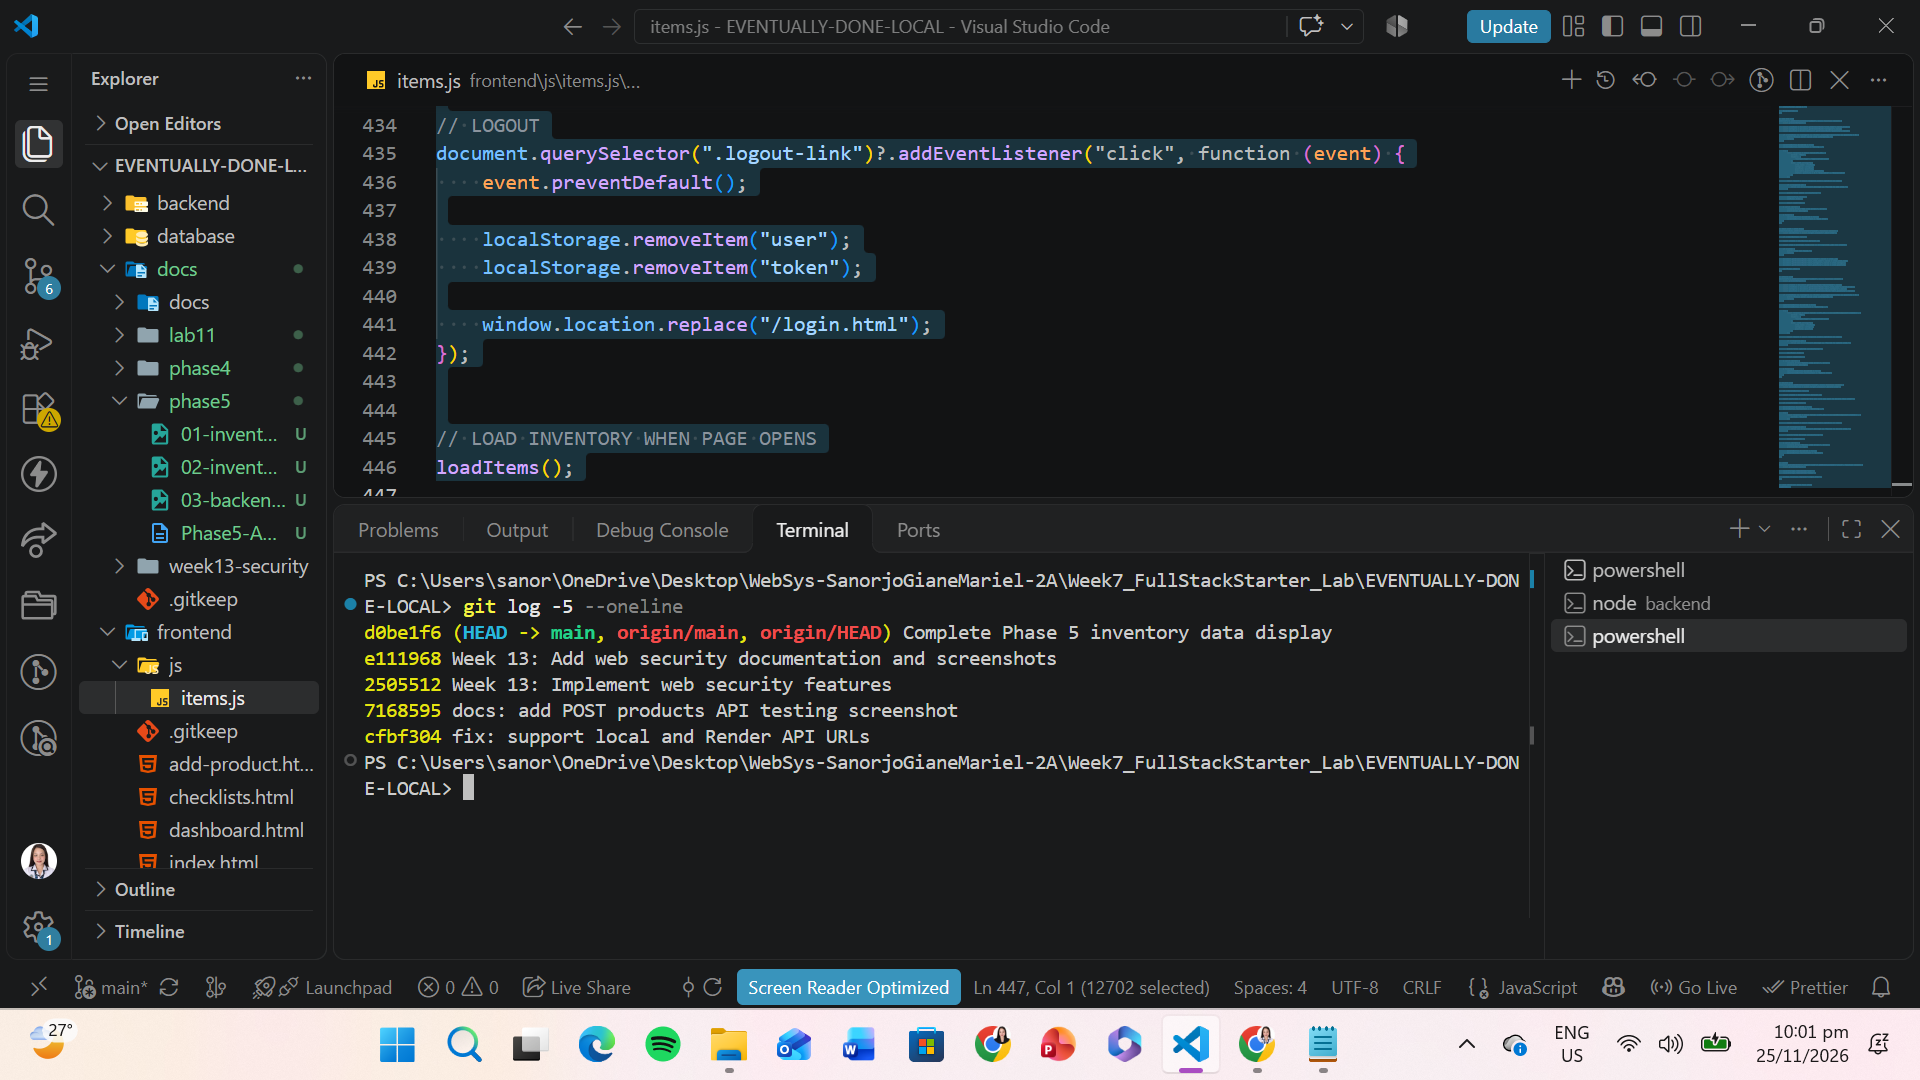 items.js - EVENTUALLY-DONE-LOCAL - Visual Studio Code
Update
Explorer
Open Editors
EVENTUALLY-DONE-L...
backend
database
docs
docs
lab11
phase4
phase5
01-invent... U
02-invent... U
03-backen... U
Phase5-A... U
week13-security
.gitkeep
frontend
js
JS items.js
.gitkeep
add-product.ht...
checklists.html
dashboard.html
index.html
Outline
Timeline
6
1
JS items.js frontend\js\items.js\...
434 // LOGOUT
435 document.querySelector(".logout-link")?.addEventListener("click", function (event) {
436 event.preventDefault();
437
438 localStorage.removeItem("user");
439 localStorage.removeItem("token");
440
441 window.location.replace("/login.html");
442 });
443
444
445 // LOAD INVENTORY WHEN PAGE OPENS
446 loadItems();
447
Problems Output Debug Console Terminal Ports
PS C:\Users\sanor\OneDrive\Desktop\WebSys-SanorjoGianeMariel-2A\Week7_FullStackStarter_Lab\EVENTUALLY-DON
E-LOCAL> git log -5 --oneline
d0be1f6 (HEAD -> main, origin/main, origin/HEAD) Complete Phase 5 inventory data display
e111968 Week 13: Add web security documentation and screenshots
2505512 Week 13: Implement web security features
7168595 docs: add POST products API testing screenshot
cfbf304 fix: support local and Render API URLs
PS C:\Users\sanor\OneDrive\Desktop\WebSys-SanorjoGianeMariel-2A\Week7_FullStackStarter_Lab\EVENTUALLY-DON
E-LOCAL>
powershell
node backend
powershell
main* Launchpad 0 0 Live Share Screen Reader Optimized Ln 447, Col 1 (12702 selected) Spaces: 4 UTF-8 CRLF {} JavaScript Go Live Prettier
27°
ENG
US
10:01 pm
25/11/2026